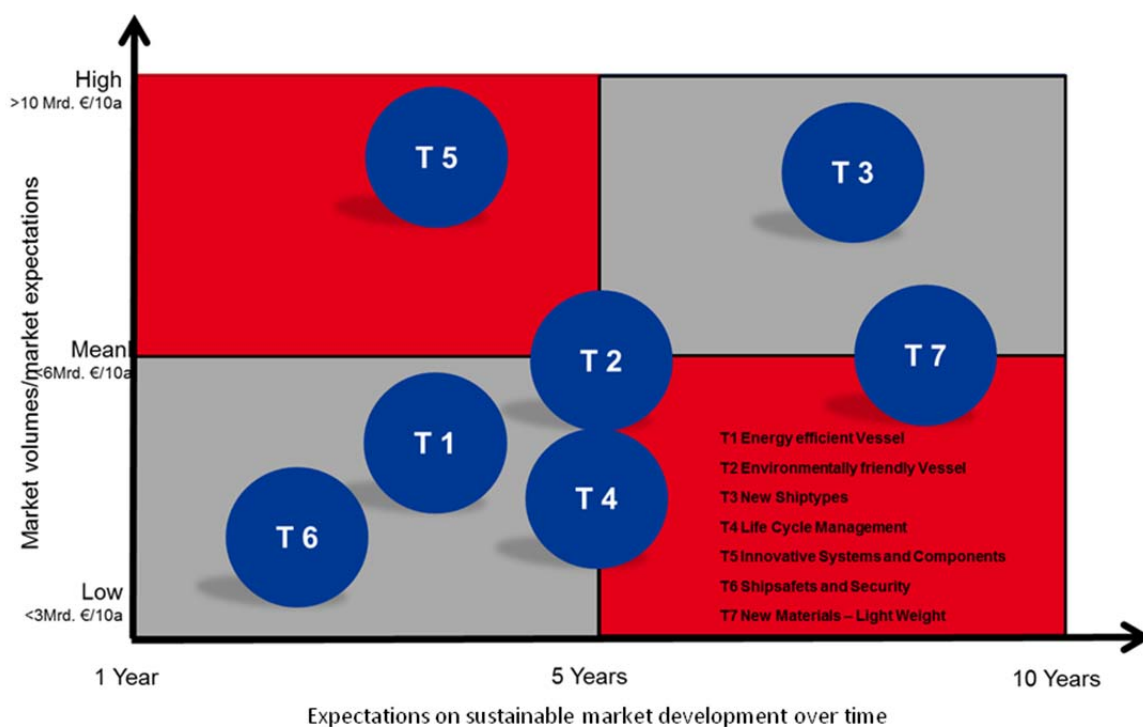 High
>10 Mrd. €/10a
T 5
T 3
Market volumes/market expectations
Meanl
<6Mrd. €/10a
T 2
T 7
T 1
T 4
T 6
T1 Energy efficient Vessel
T2 Environmentally friendly Vessel
T3 New Shiptypes
T4 Life Cycle Management
T5 Innovative Systems and Components
T6 Shipsafets and Security
T7 New Materials – Light Weight
Low
<3Mrd. €/10a
1 Year
5 Years
10 Years
Expectations on sustainable market development over time